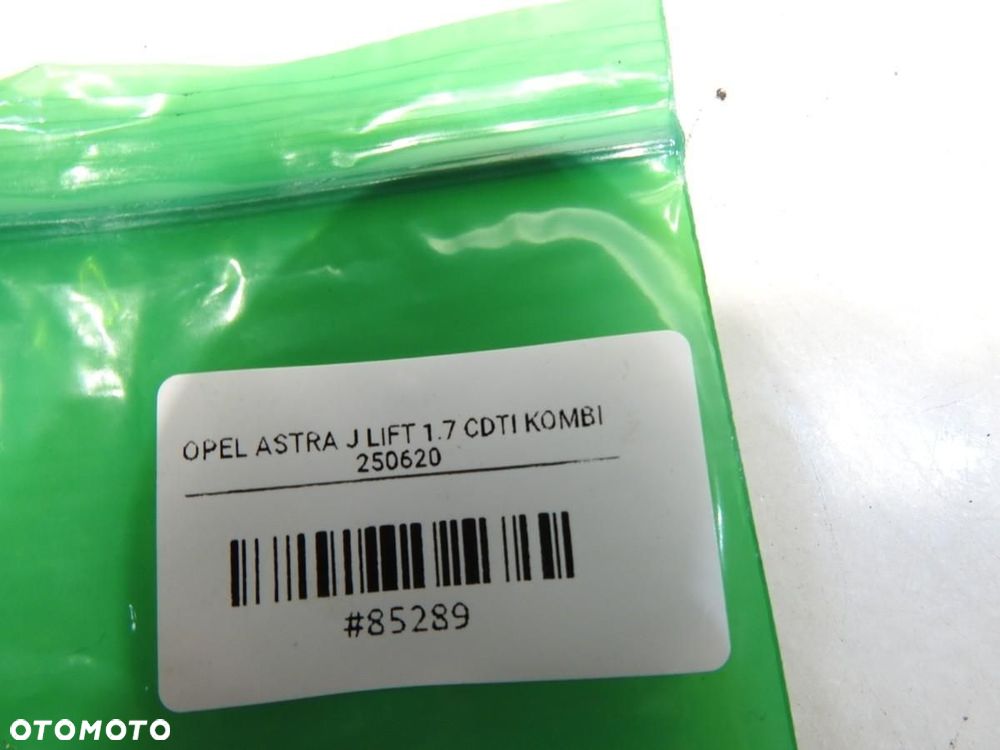 OPEL ASTRA J LIFT 1.7 CDTI KOMBI
250620
#85289
OTOMOTO